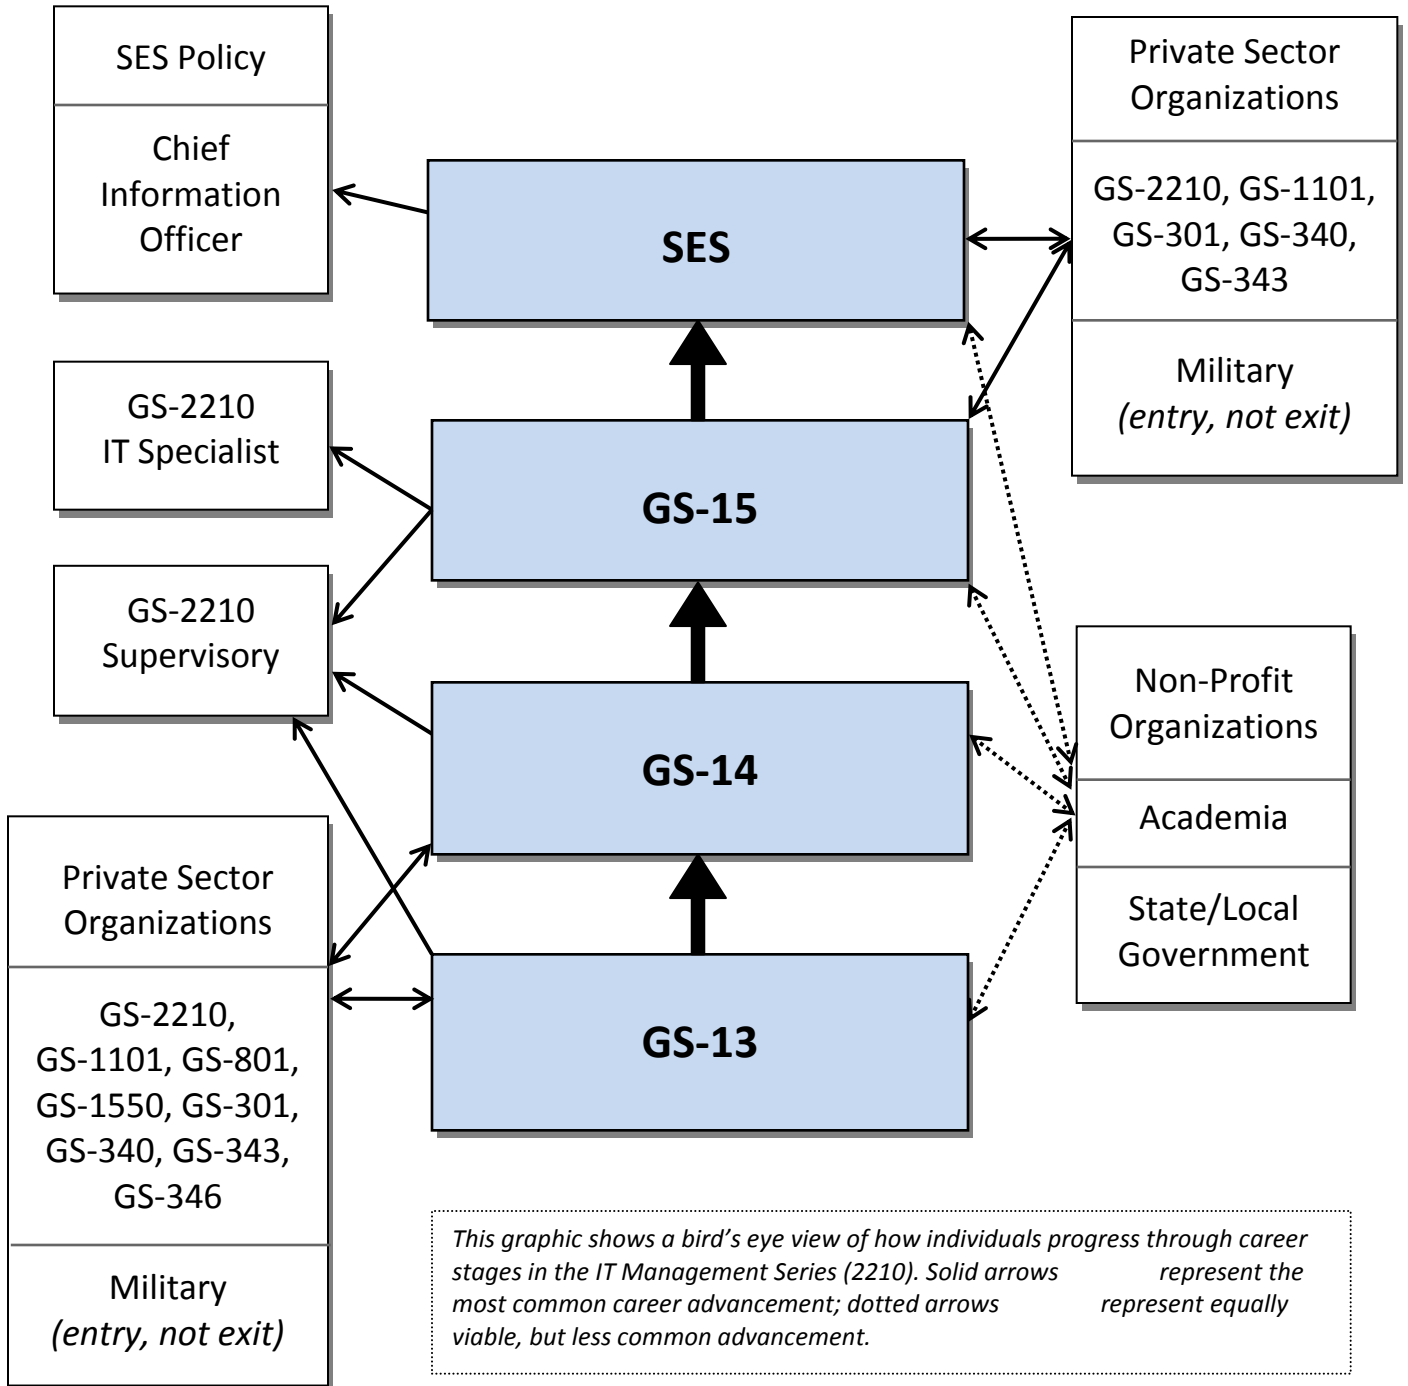 SES Policy
Chief
Information
Officer
Private Sector
Organizations
GS-2210, GS-1101,
GS-301, GS-340,
GS-343
Military
(entry, not exit)
SES
GS-2210
IT Specialist
GS-15
GS-2210
Supervisory
GS-14
Non-Profit
Organizations
Academia
State/Local
Government
Private Sector
Organizations
GS-2210,
GS-1101, GS-801,
GS-1550, GS-301,
GS-340, GS-343,
GS-346
Military
(entry, not exit)
GS-13
This graphic shows a bird’s eye view of how individuals progress through career
stages in the IT Management Series (2210). Solid arrows represent the
most common career advancement; dotted arrows represent equally
viable, but less common advancement.